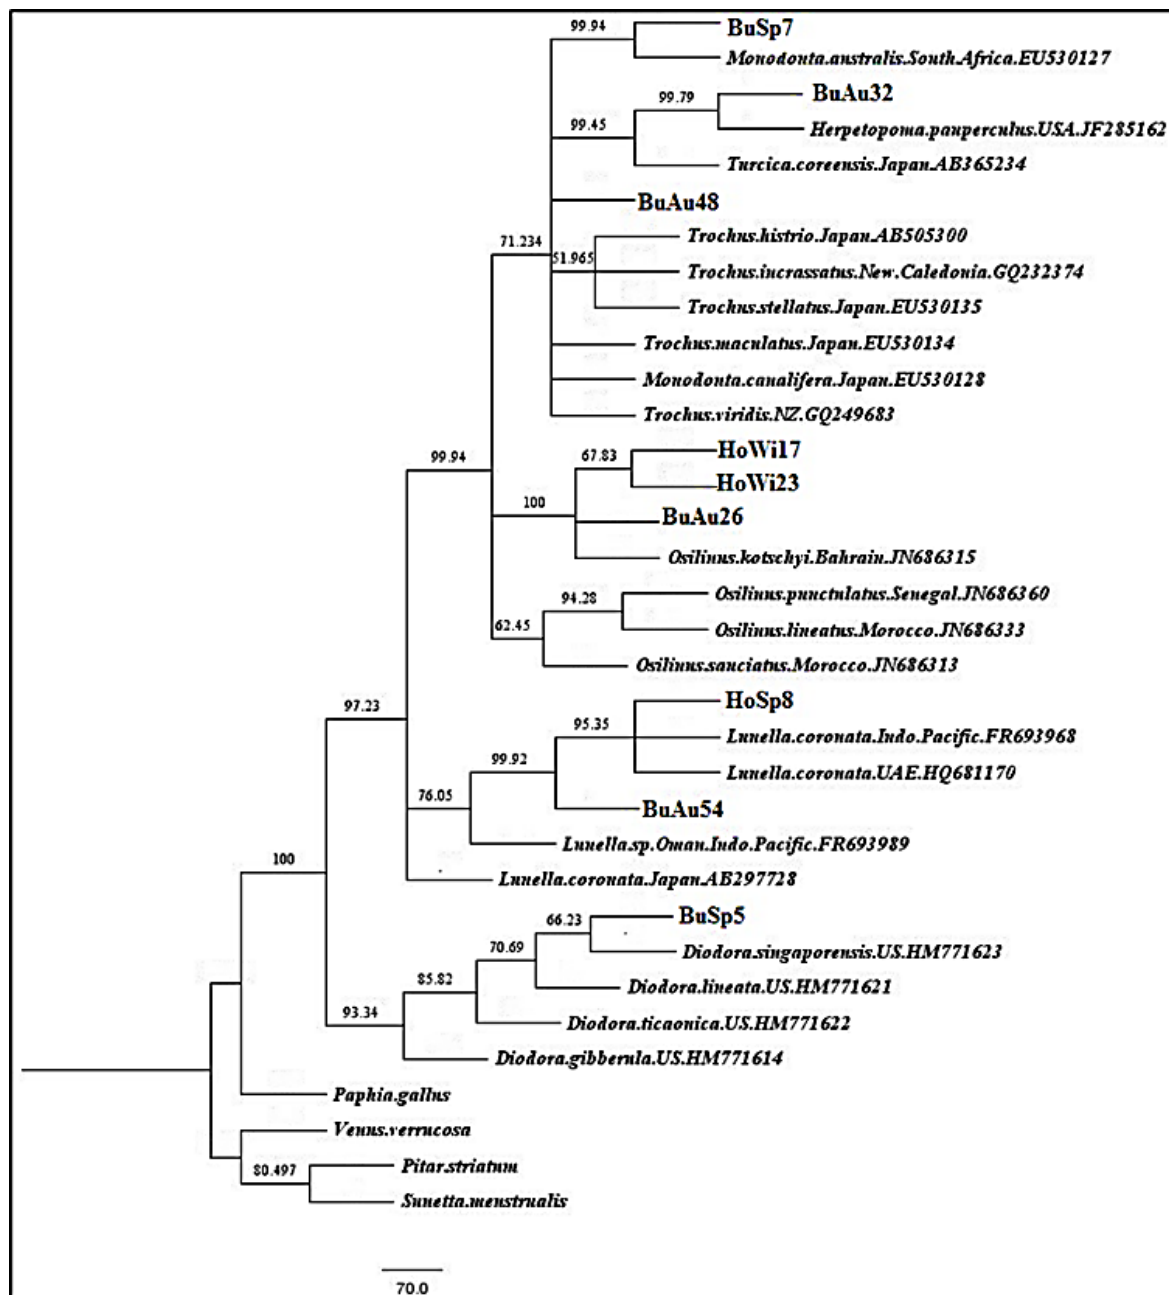 99.94
BuSp7
Monodonta.australis.South.Africa.EU530127
99.79
BuAu32
99.45
Herpetopoma.pauperculus.USA.JF285162
Turcica.coreensis.Japan.AB365234
BuAu48
71.234
Trochus.histrio.Japan.AB505300
51.965
Trochus.incrassatus.New.Caledonia.GQ232374
Trochus.stellatus.Japan.EU530135
Trochus.maculatus.Japan.EU530134
Monodonta.canalifera.Japan.EU530128
Trochus.viridis.NZ.GQ249683
99.94
67.83
HoWi17
HoWi23
100
BuAu26
Osilinus.kotschyi.Bahrain.JN686315
94.28
Osilinus.punctulatus.Senegal.JN686360
62.45
Osilinus.lineatus.Morocco.JN686333
Osilinus.sauciatus.Morocco.JN686313
97.23
HoSp8
95.35
Lunella.coronata.Indo.Pacific.FR693968
99.92
Lunella.coronata.UAE.HQ681170
76.05
BuAu54
Lunella.sp.Oman.Indo.Pacific.FR693989
100
Lunella.coronata.Japan.AB297728
66.23
BuSp5
70.69
Diodora.singaporensis.US.HM771623
85.82
Diodora.lineata.US.HM771621
93.34
Diodora.ticaonica.US.HM771622
Diodora.gibberula.US.HM771614
Paphia.gallus
Venus.verrucosa
80.497
Pitar.striatum
Sunetta.menstrualis
70.0